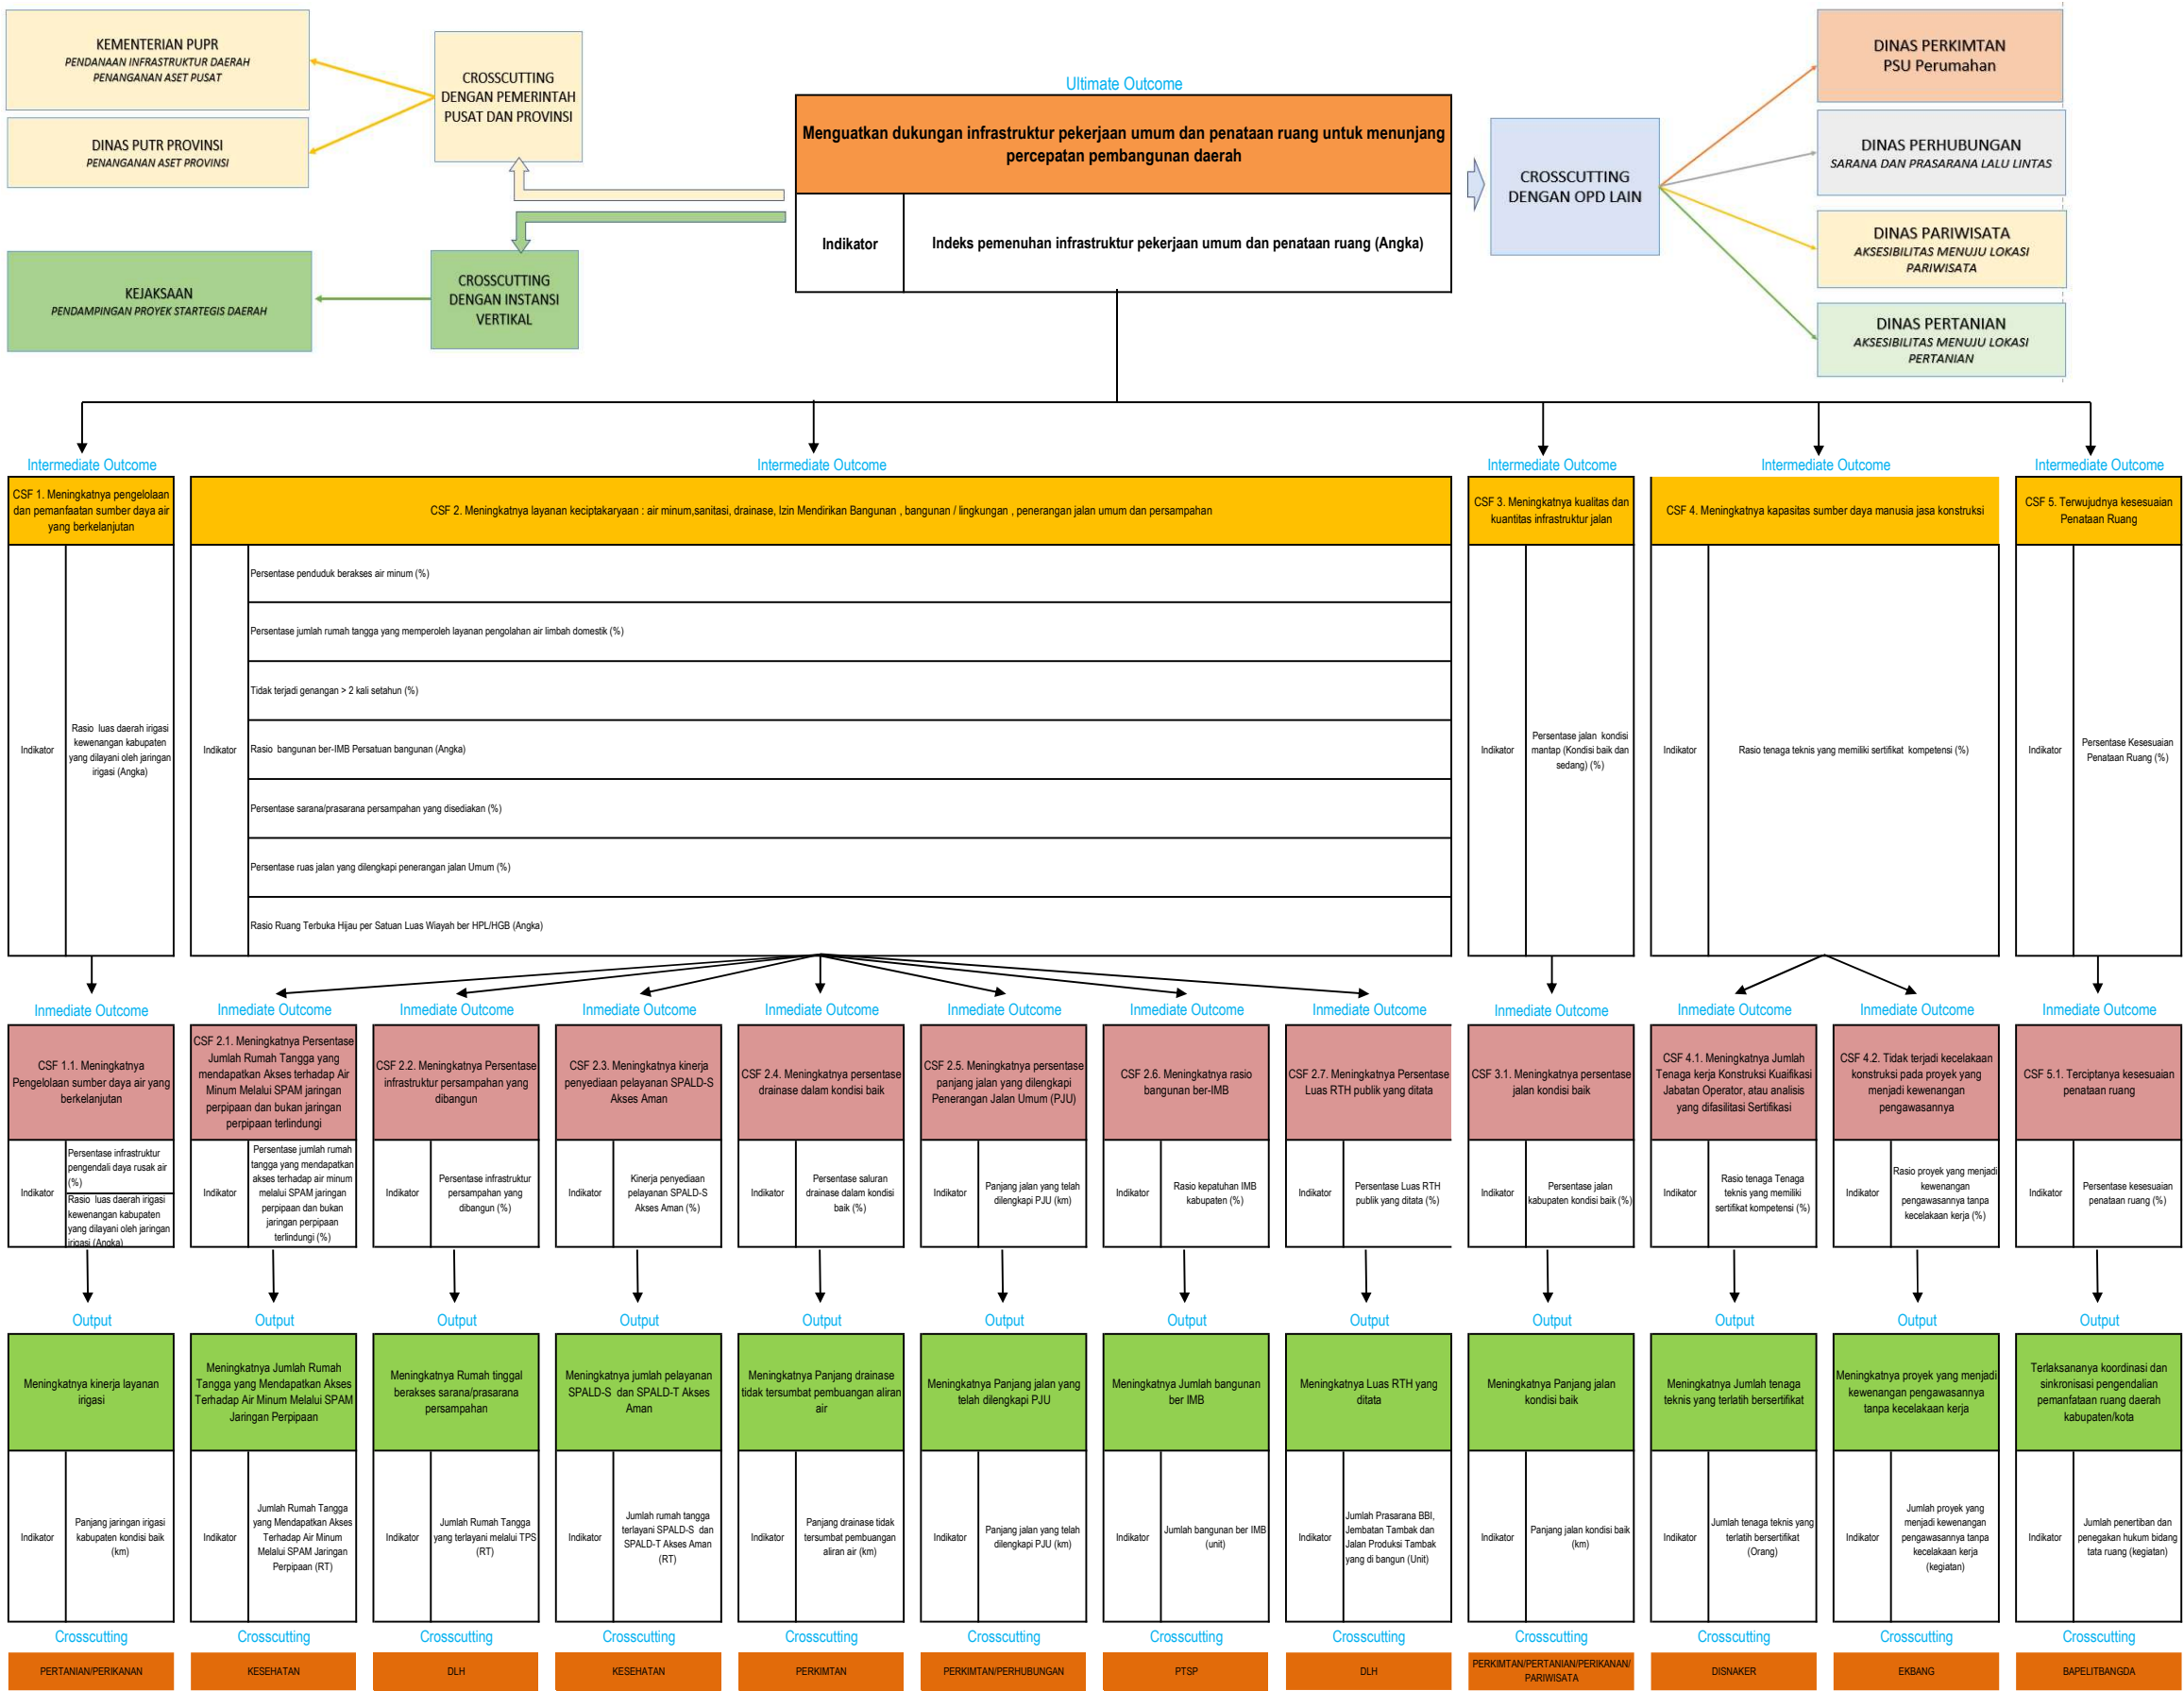 KEMENTERIAN PUPR
PENDANAAN INFRASTRUKTUR DAERAH
PENANGANAN ASET PUSAT
DINAS PUTR PROVINSI
PENANGANAN ASET PROVINSI
CROSSCUTTING
DENGAN PEMERINTAH
PUSAT DAN PROVINSI
KEJAKSAAN
PENDAMPINGAN PROYEK STARTEGIS DAERAH
CROSSCUTTING
DENGAN INSTANSI
VERTIKAL
Ultimate Outcome
Menguatkan dukungan infrastruktur pekerjaan umum dan penataan ruang untuk menunjang
percepatan pembangunan daerah
Indikator
Indeks pemenuhan infrastruktur pekerjaan umum dan penataan ruang (Angka)
CROSSCUTTING
DENGAN OPD LAIN
DINAS PERKIMTAN
PSU Perumahan
DINAS PERHUBUNGAN
SARANA DAN PRASARANA LALU LINTAS
DINAS PARIWISATA
AKSESIBILITAS MENUJU LOKASI
PARIWISATA
DINAS PERTANIAN
AKSESIBILITAS MENUJU LOKASI
PERTANIAN
Intermediate Outcome
CSF 1. Meningkatnya pengelolaan
dan pemanfaatan sumber daya air
yang berkelanjutan
Indikator
Rasio luas daerah irigasi
kewenangan kabupaten
yang dilayani oleh jaringan
irigasi (Angka)
Intermediate Outcome
CSF 2. Meningkatnya layanan keciptakaryaan : air minum,sanitasi, drainase, Izin Mendirikan Bangunan , bangunan / lingkungan , penerangan jalan umum dan persampahan
Indikator
Persentase penduduk berakses air minum (%)
Persentase jumlah rumah tangga yang memperoleh layanan pengolahan air limbah domestik (%)
Tidak terjadi genangan > 2 kali setahun (%)
Rasio bangunan ber-IMB Persatuan bangunan (Angka)
Persentase sarana/prasarana persampahan yang disediakan (%)
Persentase ruas jalan yang dilengkapi penerangan jalan Umum (%)
Rasio Ruang Terbuka Hijau per Satuan Luas Wiayah ber HPL/HGB (Angka)
Intermediate Outcome
CSF 3. Meningkatnya kualitas dan
kuantitas infrastruktur jalan
Indikator
Persentase jalan kondisi
mantap (Kondisi baik dan
sedang) (%)
Intermediate Outcome
CSF 4. Meningkatnya kapasitas sumber daya manusia jasa konstruksi
Indikator
Rasio tenaga teknis yang memiliki sertifikat kompetensi (%)
Intermediate Outcome
CSF 5. Terwujudnya kesesuaian
Penataan Ruang
Indikator
Persentase Kesesuaian
Penataan Ruang (%)
Inmediate Outcome
CSF 1.1. Meningkatnya
Pengelolaan sumber daya air yang
berkelanjutan
Indikator
Persentase infrastruktur
pengendali daya rusak air
(%)
Rasio luas daerah irigasi
kewenangan kabupaten
yang dilayani oleh jaringan
irigasi (Angka)
Inmediate Outcome
CSF 2.1. Meningkatnya Persentase
Jumlah Rumah Tangga yang
mendapatkan Akses terhadap Air
Minum Melalui SPAM jaringan
perpipaan dan bukan jaringan
perpipaan terlindungi
Indikator
Persentase jumlah rumah
tangga yang mendapatkan
akses terhadap air minum
melalui SPAM jaringan
perpipaan dan bukan
jaringan perpipaan
terlindungi (%)
Inmediate Outcome
CSF 2.2. Meningkatnya Persentase
infrastruktur persampahan yang
dibangun
Indikator
Persentase infrastruktur
persampahan yang
dibangun (%)
Inmediate Outcome
CSF 2.3. Meningkatnya kinerja
penyediaan pelayanan SPALD-S
Akses Aman
Indikator
Kinerja penyediaan
pelayanan SPALD-S
Akses Aman (%)
Inmediate Outcome
CSF 2.4. Meningkatnya persentase
drainase dalam kondisi baik
Indikator
Persentase saluran
drainase dalam kondisi
baik (%)
Inmediate Outcome
CSF 2.5. Meningkatnya persentase
panjang jalan yang dilengkapi
Penerangan Jalan Umum (PJU)
Indikator
Panjang jalan yang telah
dilengkapi PJU (km)
Inmediate Outcome
CSF 2.6. Meningkatnya rasio
bangunan ber-IMB
Indikator
Rasio kepatuhan IMB
kabupaten (%)
Inmediate Outcome
CSF 2.7. Meningkatnya Persentase
Luas RTH publik yang ditata
Indikator
Persentase Luas RTH
publik yang ditata (%)
Inmediate Outcome
CSF 3.1. Meningkatnya persentase
jalan kondisi baik
Indikator
Persentase jalan
kabupaten kondisi baik (%)
Inmediate Outcome
CSF 4.1. Meningkatnya Jumlah
Tenaga kerja Konstruksi Kuaifikasi
Jabatan Operator, atau analisis
yang difasilitasi Sertifikasi
Indikator
Rasio tenaga Tenaga
teknis yang memiliki
sertifikat kompetensi (%)
Inmediate Outcome
CSF 4.2. Tidak terjadi kecelakaan
konstruksi pada proyek yang
menjadi kewenangan
pengawasannya
Indikator
Rasio proyek yang menjadi
kewenangan
pengawasannya tanpa
kecelakaan kerja (%)
Inmediate Outcome
CSF 5.1. Terciptanya kesesuaian
penataan ruang
Indikator
Persentase kesesuaian
penataan ruang (%)
Output
Meningkatnya kinerja layanan
irigasi
Indikator
Panjang jaringan irigasi
kabupaten kondisi baik
(km)
Crosscutting
PERTANIAN/PERIKANAN
Output
Meningkatnya Jumlah Rumah
Tangga yang Mendapatkan Akses
Terhadap Air Minum Melalui SPAM
Jaringan Perpipaan
Indikator
Jumlah Rumah Tangga
yang Mendapatkan Akses
Terhadap Air Minum
Melalui SPAM Jaringan
Perpipaan (RT)
Crosscutting
KESEHATAN
Output
Meningkatnya Rumah tinggal
berakses sarana/prasarana
persampahan
Indikator
Jumlah Rumah Tangga
yang terlayani melalui TPS
(RT)
Crosscutting
DLH
Output
Meningkatnya jumlah pelayanan
SPALD-S dan SPALD-T Akses
Aman
Indikator
Jumlah rumah tangga
terlayani SPALD-S dan
SPALD-T Akses Aman
(RT)
Crosscutting
KESEHATAN
Output
Meningkatnya Panjang drainase
tidak tersumbat pembuangan aliran
air
Indikator
Panjang drainase tidak
tersumbat pembuangan
aliran air (km)
Crosscutting
PERKIMTAN
Output
Meningkatnya Panjang jalan yang
telah dilengkapi PJU
Indikator
Panjang jalan yang telah
dilengkapi PJU (km)
Crosscutting
PERKIMTAN/PERHUBUNGAN
Output
Meningkatnya Jumlah bangunan
ber IMB
Indikator
Jumlah bangunan ber IMB
(unit)
Crosscutting
PTSP
Output
Meningkatnya Luas RTH yang
ditata
Indikator
Jumlah Prasarana BBI,
Jembatan Tambak dan
Jalan Produksi Tambak
yang di bangun (Unit)
Crosscutting
DLH
Output
Meningkatnya Panjang jalan
kondisi baik
Indikator
Panjang jalan kondisi baik
(km)
Crosscutting
PERKIMTAN/PERTANIAN/PERIKANAN/
PARIWISATA
Output
Meningkatnya Jumlah tenaga
teknis yang terlatih bersertifikat
Indikator
Jumlah tenaga teknis yang
terlatih bersertifikat
(Orang)
Crosscutting
DISNAKER
Output
Meningkatnya proyek yang menjadi
kewenangan pengawasannya
tanpa kecelakaan kerja
Indikator
Jumlah proyek yang
menjadi kewenangan
pengawasannya tanpa
kecelakaan kerja
(kegiatan)
Crosscutting
EKBANG
Output
Terlaksananya koordinasi dan
sinkronisasi pengendalian
pemanfataan ruang daerah
kabupaten/kota
Indikator
Jumlah penertiban dan
penegakan hukum bidang
tata ruang (kegiatan)
Crosscutting
BAPELITBANGDA